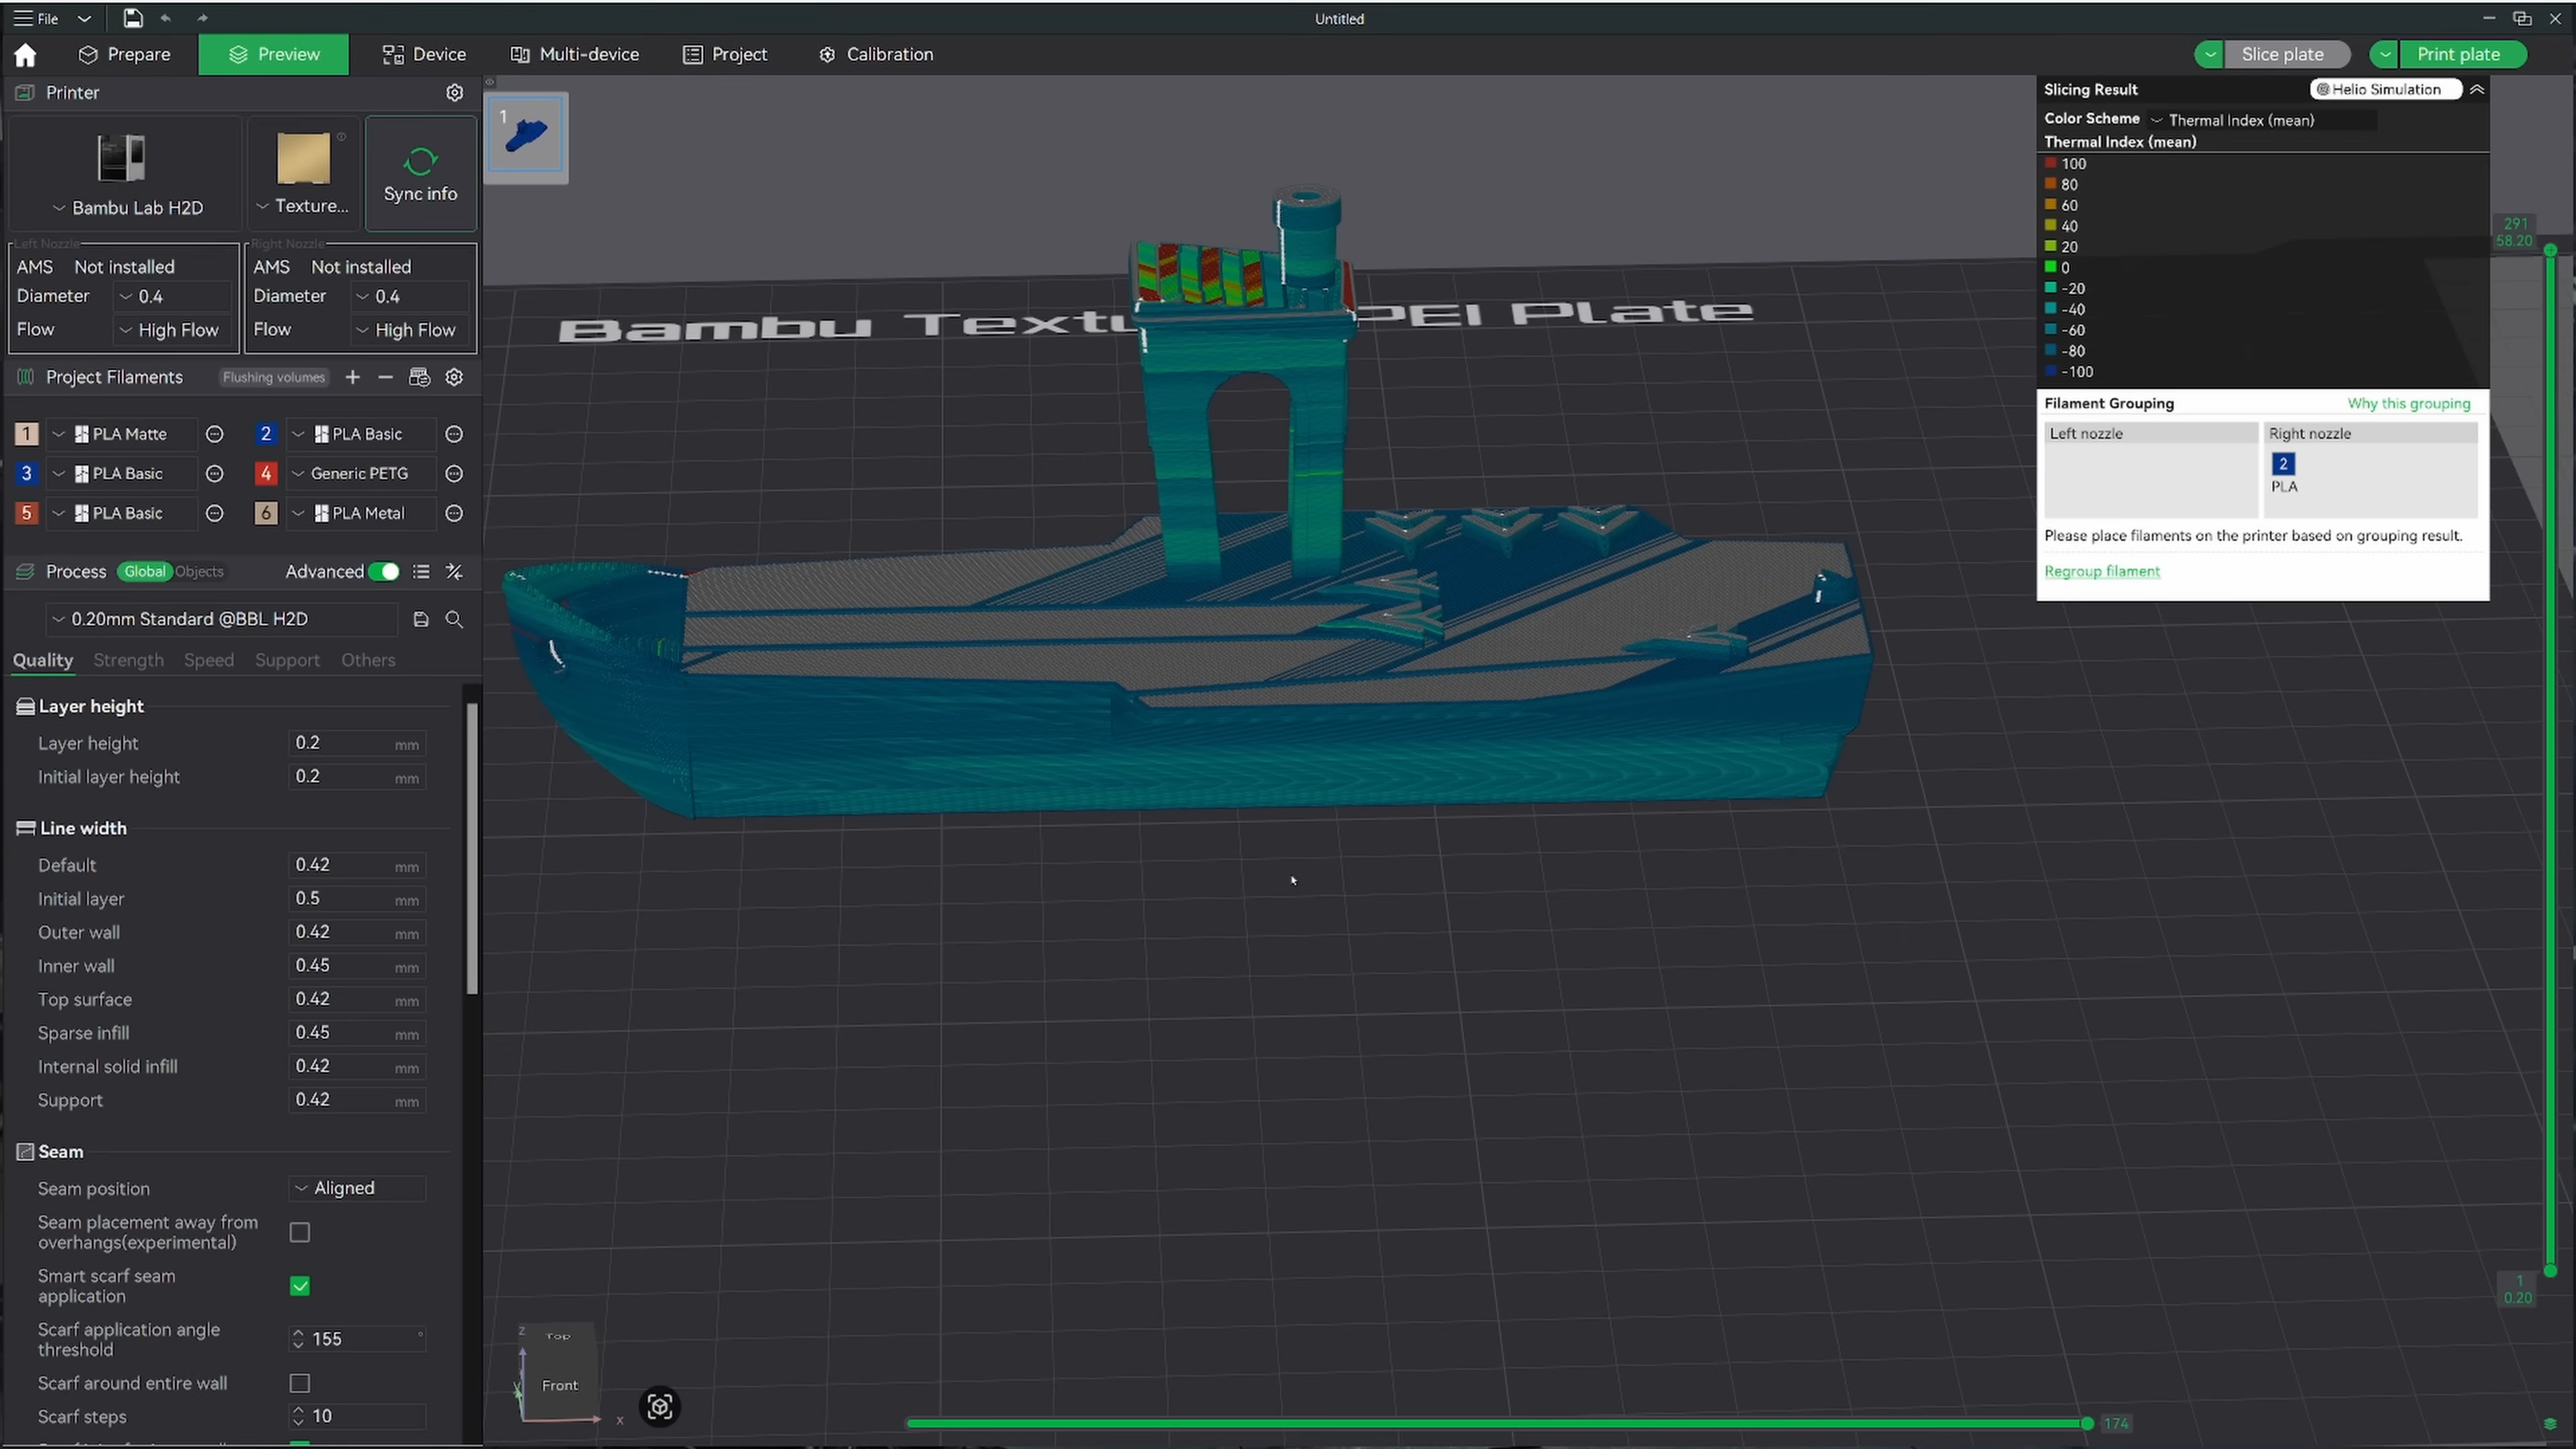 File
Untitled
Prepare
Preview
Device
Multi-device
Project
Calibration
Slice plate
Print plate
Printer
Bambu Lab H2D
Texture...
Sync info
Left Nozzle
Right Nozzle
AMS Not installed
AMS Not installed
Diameter 0.4
Diameter 0.4
Flow High Flow
Flow High Flow
Project Filaments
Flushing volumes
1 PLA Matte
2 PLA Basic
3 PLA Basic
4 Generic PETG
5 PLA Basic
6 PLA Metal
Process Global Objects Advanced
0.20mm Standard @BBL H2D
Quality Strength Speed Support Others
Layer height
Layer height 0.2 mm
Initial layer height 0.2 mm
Line width
Default 0.42 mm
Initial layer 0.5 mm
Outer wall 0.42 mm
Inner wall 0.45 mm
Top surface 0.42 mm
Sparse infill 0.45 mm
Internal solid infill 0.42 mm
Support 0.42 mm
Seam
Seam position Aligned
Seam placement away from
overhangs(experimental)
Smart scarf seam
application
Scarf application angle
threshold 155 °
Scarf around entire wall
Scarf steps 10
1
Bambu Textu PEI Plate
Slicing Result
Helio Simulation
Color Scheme Thermal Index (mean)
Thermal Index (mean)
100
80
60
40
20
0
-20
-40
-60
-80
-100
Filament Grouping
Why this grouping
Left nozzle
Right nozzle
2
PLA
Please place filaments on the printer based on grouping result.
Regroup filament
291
58.20
1
0.20
Z
Top
Front
Y
X
174